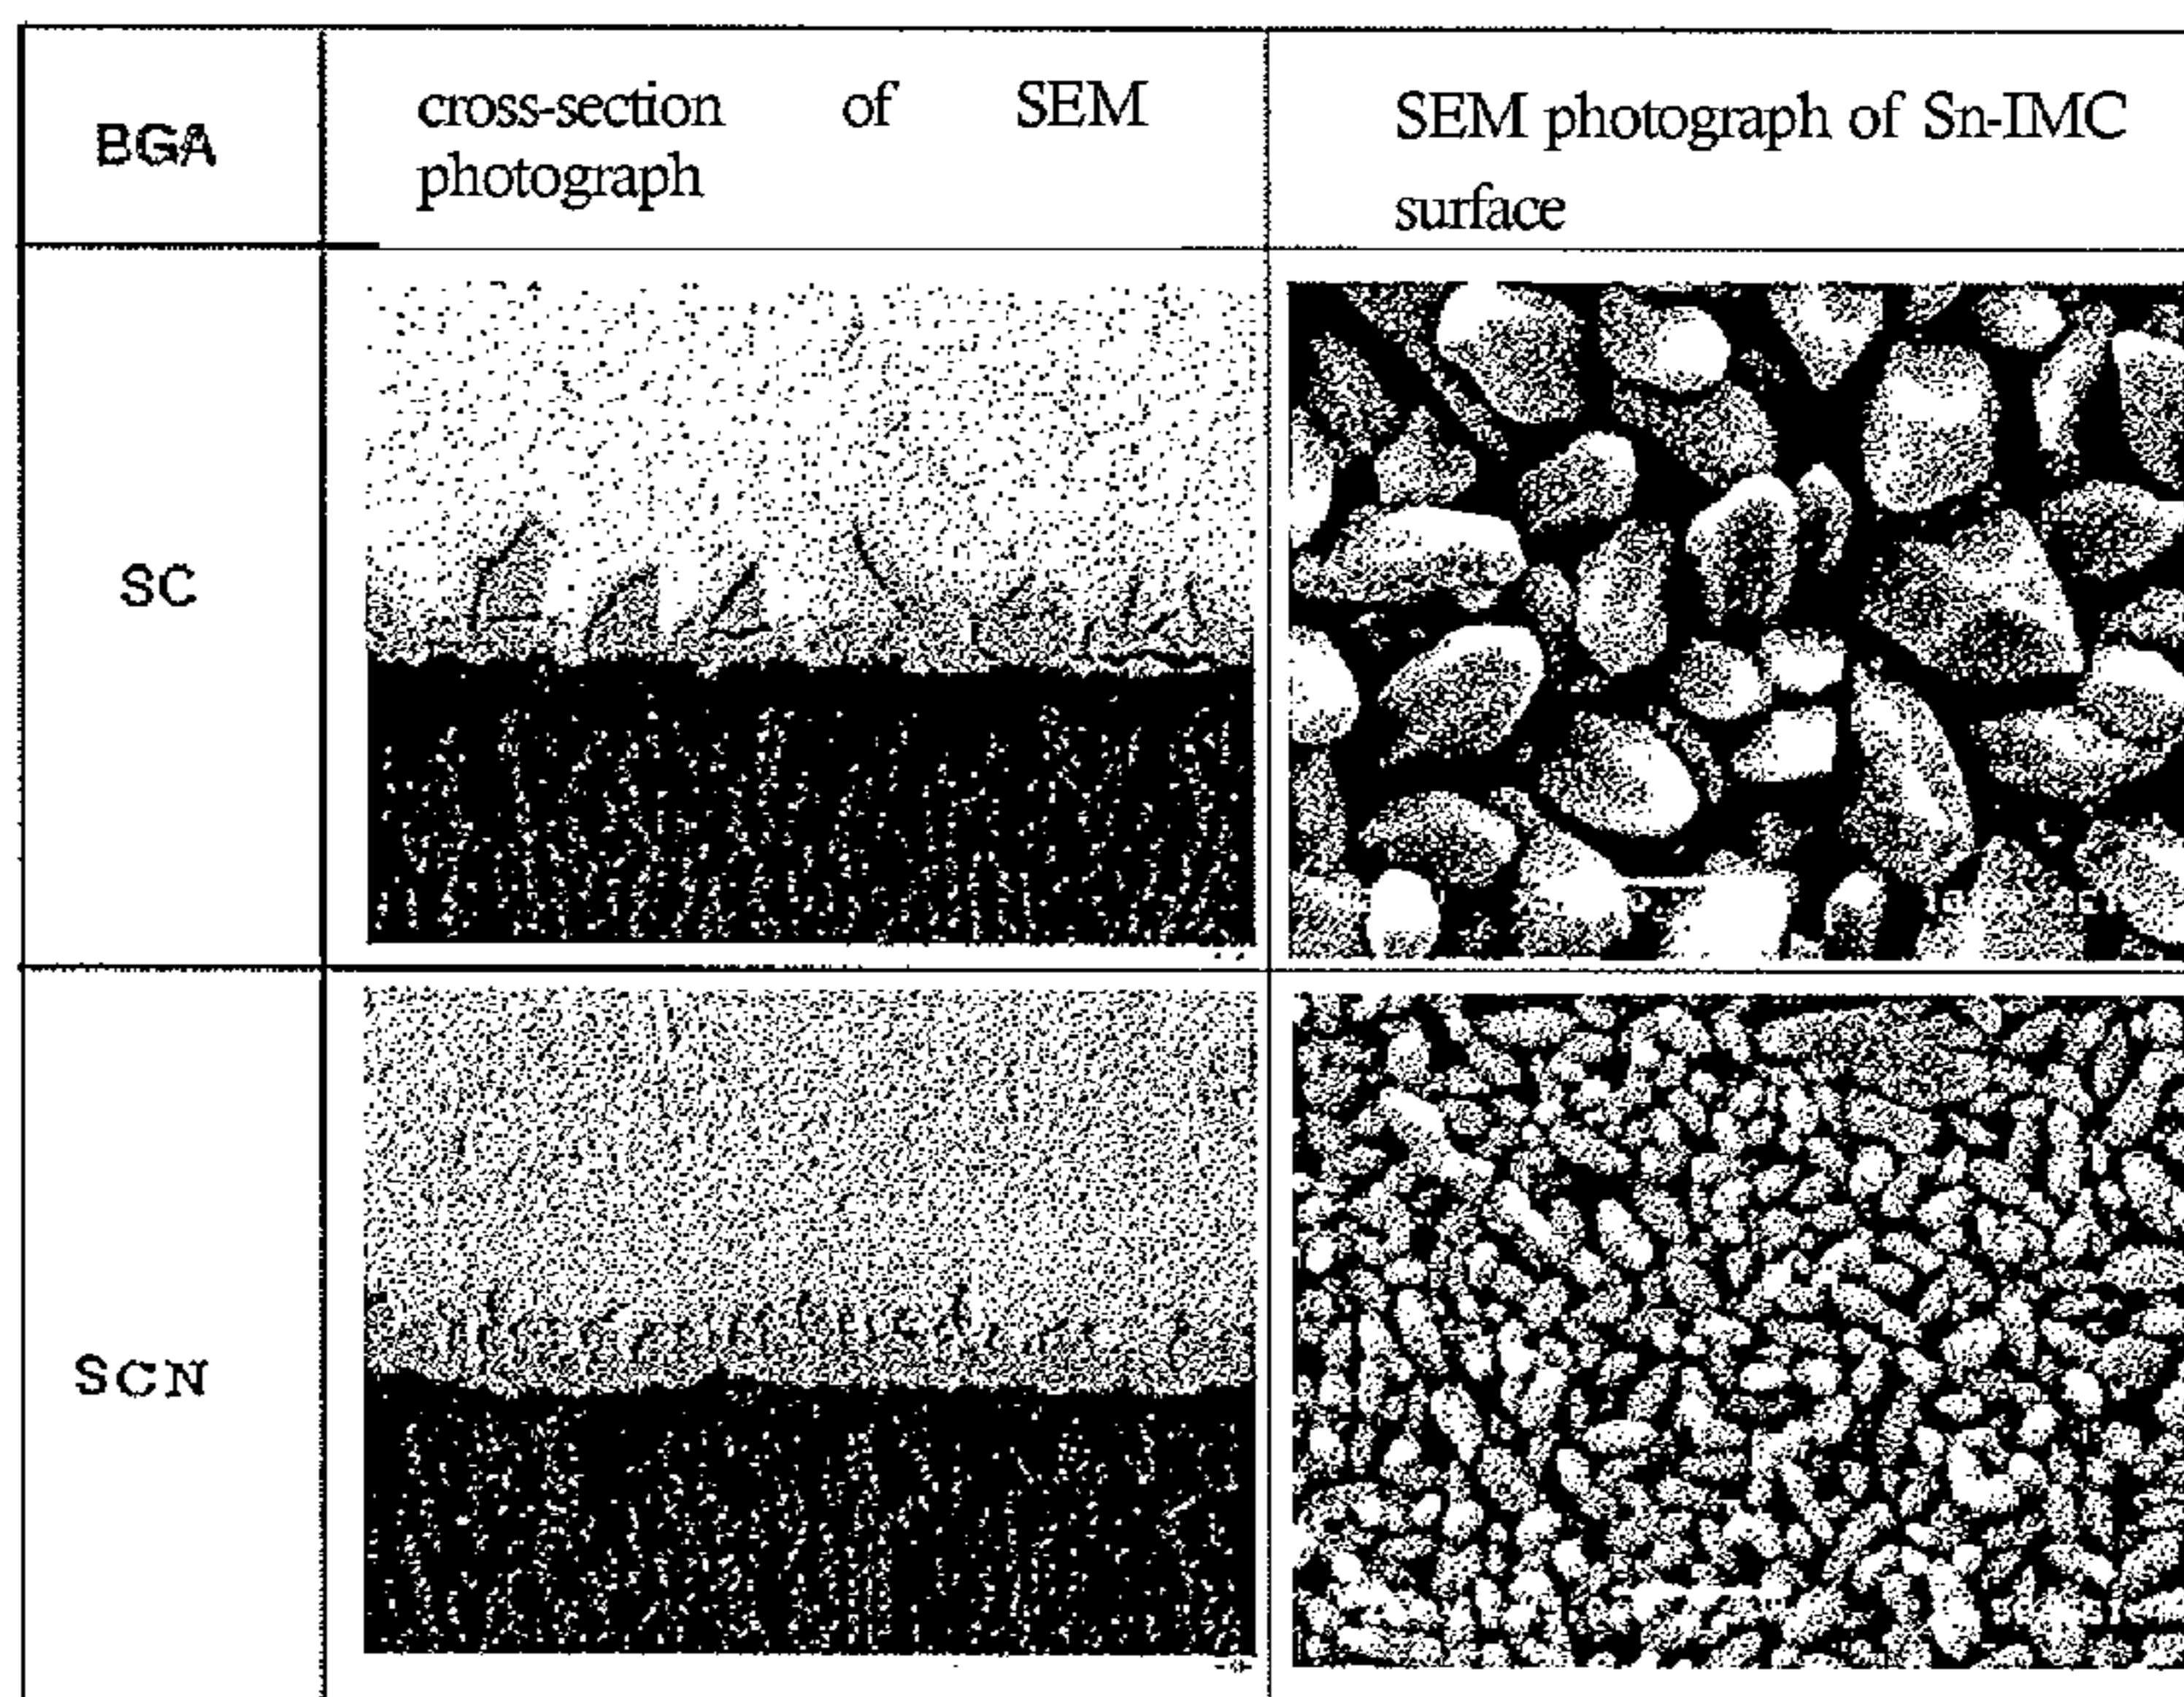 BGA
cross-section of SEM
photograph
SEM photograph of Sn-IMC
surface
SC
SCN